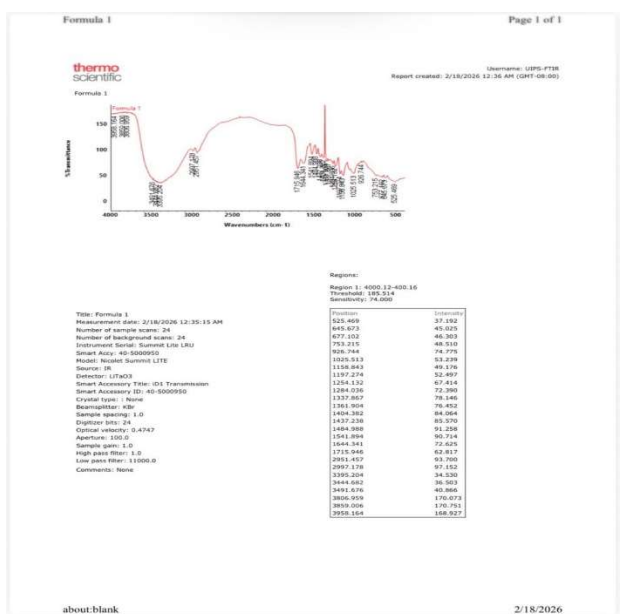 Formula 1
Page 1 of 1
thermo
scientific
Username: UIPS-FTIR
Report created: 2/18/2026 12:36 AM (GMT-08:00)
Formula 1
Formula 1
%Transmittance
150
100
50
0
4000 3500 3000 2500 2000 1500 1000 500
Wavenumbers (cm-1)
1025.513
926.744
753.215
525.469
Regions:
Region 1: 4000.12-400.16
Threshold: 185.514
Sensitivity: 74.000
Title: Formula 1
Measurement date: 2/18/2026 12:35:15 AM
Number of sample scans: 24
Number of background scans: 24
Instrument Serial: Summit Lite LRU
Smart Accy: 40-5000950
Model: Nicolet Summit LITE
Source: IR
Detector: LiTaO3
Smart Accessory Title: iD1 Transmission
Smart Accessory ID: 40-5000950
Crystal type: : None
Beamsplitter: KBr
Sample spacing: 1.0
Digitizer bits: 24
Optical velocity: 0.4747
Aperture: 100.0
Sample gain: 1.0
High pass filter: 1.0
Low pass filter: 11000.0
Comments: None
Position Intensity
525.469 37.192
645.673 45.025
677.102 46.303
753.215 48.510
926.744 74.775
1025.513 53.239
1158.843 49.176
1197.274 52.497
1254.132 67.414
1284.036 72.390
1337.867 78.146
1361.904 76.452
1404.382 84.064
1437.238 85.570
1484.988 91.258
1541.894 90.714
1644.341 72.625
1715.946 62.817
2951.457 93.700
2997.178 97.152
3395.204 34.530
3444.682 36.503
3491.676 40.866
3806.959 170.073
3859.006 170.751
3958.164 168.927
about:blank
2/18/2026